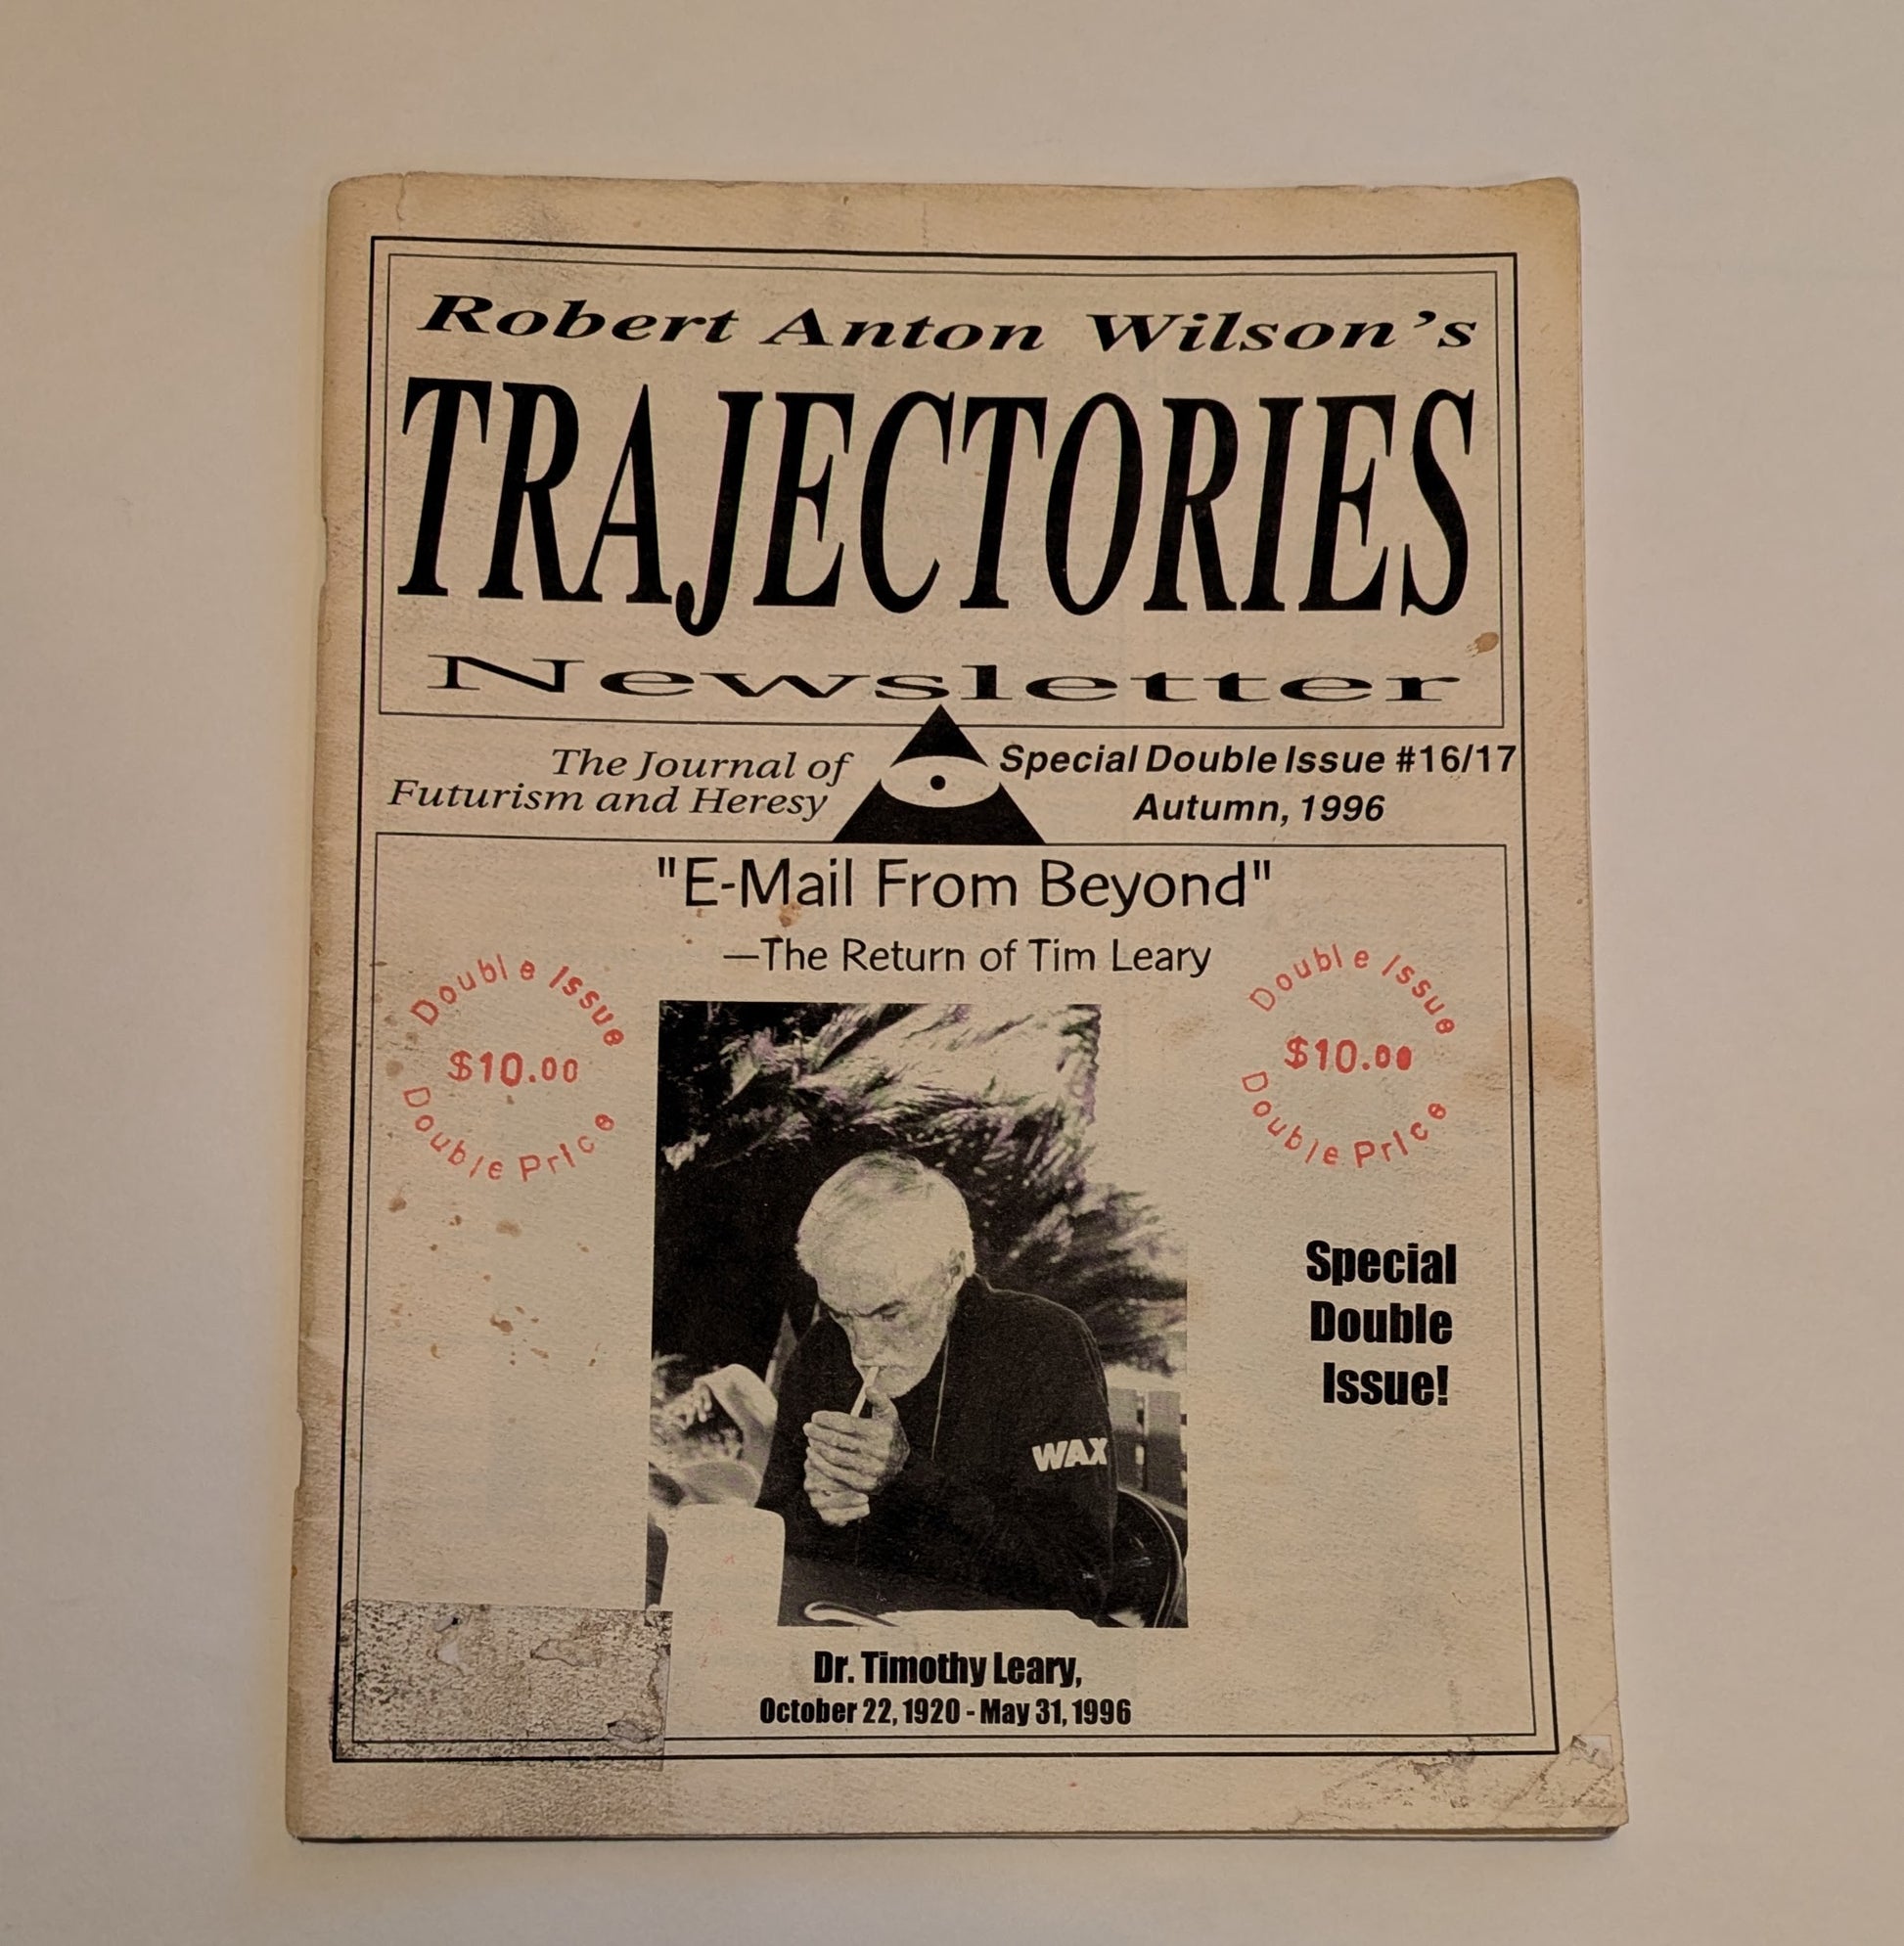 Robert Anton Wilson's
TRAJECTORIES
Newsletter
The Journal of
Futurism and Heresy
Special Double Issue #16/17
Autumn, 1996
"E-Mail From Beyond"
—The Return of Tim Leary
Double Issue
$10.00
Double Price
Double Issue
$10.00
Double Price
Special
Double
Issue!
WAX
Dr. Timothy Leary,
October 22, 1920 - May 31, 1996